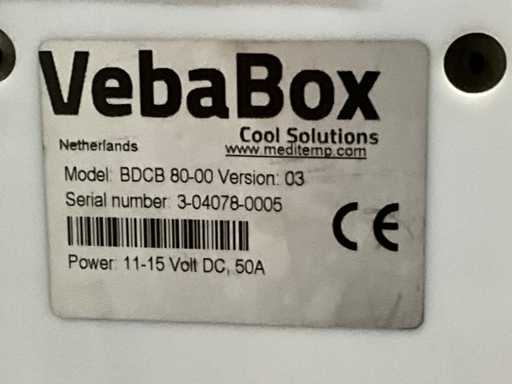 VebaBox
Cool Solutions
Netherlands
www.meditemp.com
Model: BDCB 80-00 Version: 03
Serial number: 3-04078-0005
CE
Power: 11-15 Volt DC, 50A